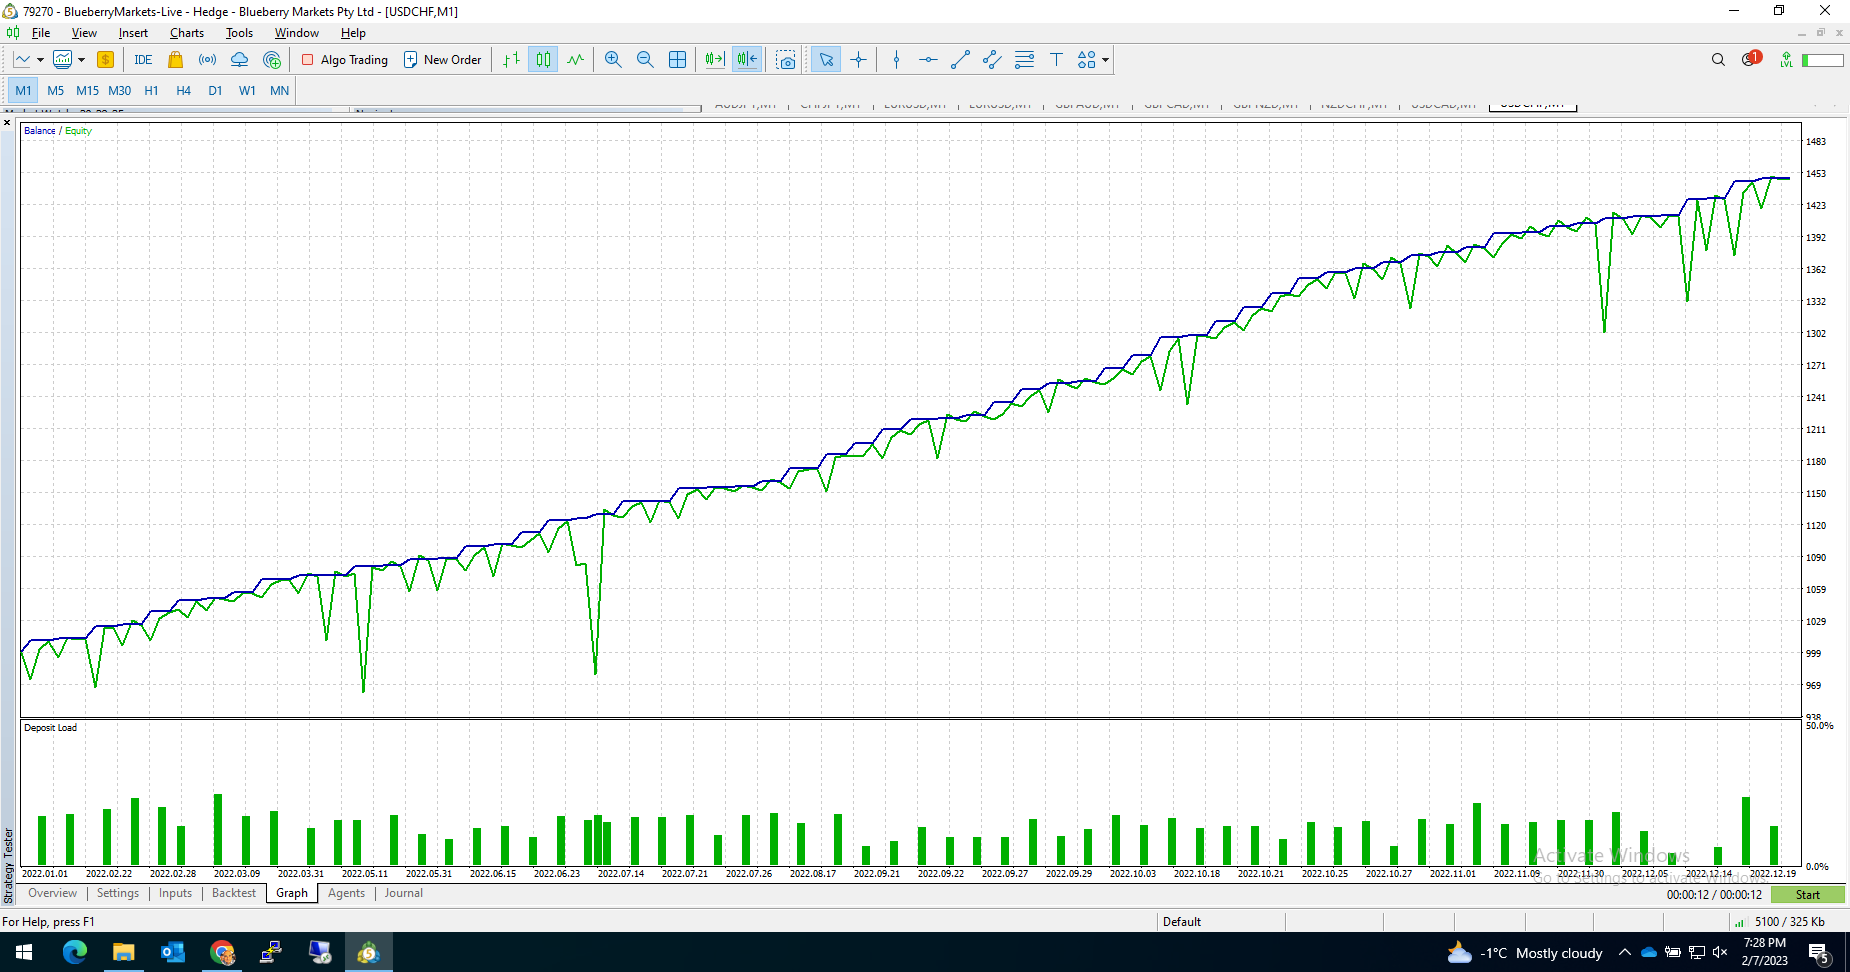 79270 - BlueberryMarkets-Live - Hedge - Blueberry Markets Pty Ltd - [USDCHF,M1]
File View Insert Charts Tools Window Help
IDE Algo Trading New Order 1 LVL
M1 M5 M15 M30 H1 H4 D1 W1 MN
Balance / Equity
1483
1453
1423
1392
1362
1332
1302
1271
1241
1211
1180
1150
1120
1090
1059
1029
999
969
938
Deposit Load
50.0%
0.0%
2022.01.01 2022.02.22 2022.02.28 2022.03.09 2022.03.31 2022.05.11 2022.05.31 2022.06.15 2022.06.23 2022.07.14 2022.07.21 2022.07.26 2022.08.17 2022.09.21 2022.09.22 2022.09.27 2022.09.29 2022.10.03 2022.10.18 2022.10.21 2022.10.25 2022.10.27 2022.11.01 2022.11.09 2022.11.30 2022.12.05 2022.12.14 2022.12.19
Activate Windows
Go to Settings to activate Windows.
Strategy Tester
Overview Settings Inputs Backtest Graph Agents Journal
00:00:12 / 00:00:12 Start
For Help, press F1 Default 5100 / 325 Kb
-1°C Mostly cloudy
7:28 PM
2/7/2023
5